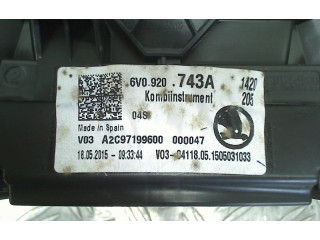 6V0.920 .743A 1420
Kombiinstrument 205
04S
Made in Spain
V03 A2C97199600 000047
18.05.2015 - 09:33:44 V03-C4118.05.1505031033